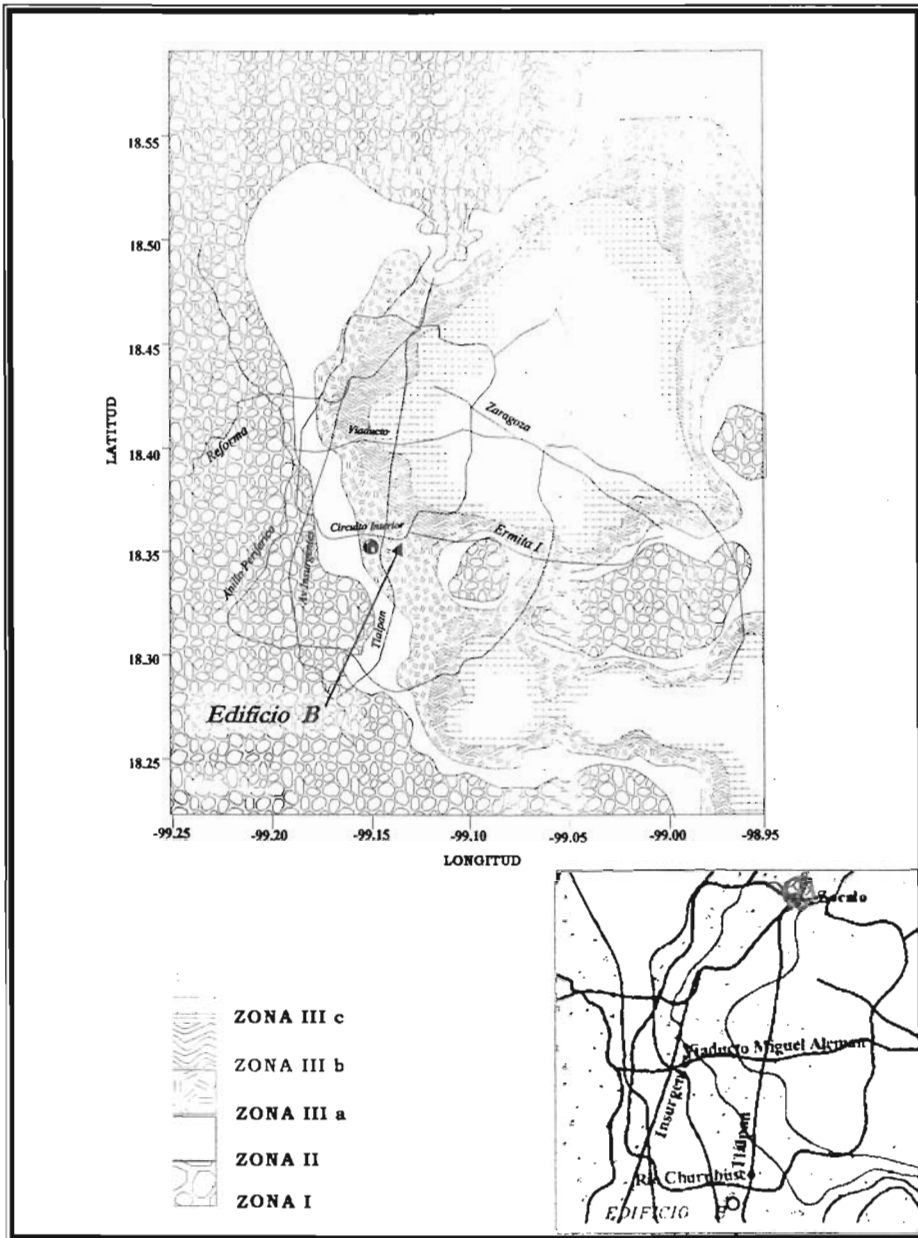 18.55
18.50
18.45
18.40
18.35
18.30
18.25
LATITUD
Reforma
Viaducto
Zaragoza
Circuito Interior
Ermita I
Anillo Periferico
Av Insurgentes
Tlalpan
Edificio B
-99.25 -99.20 -99.15 -99.10 -99.05 -99.00 -98.95
LONGITUD
ZONA III c
ZONA III b
ZONA III a
ZONA II
ZONA I
Zocalo
Viaducto Miguel Aleman
Insurgentes
Tlalpan
EDIFICIO B